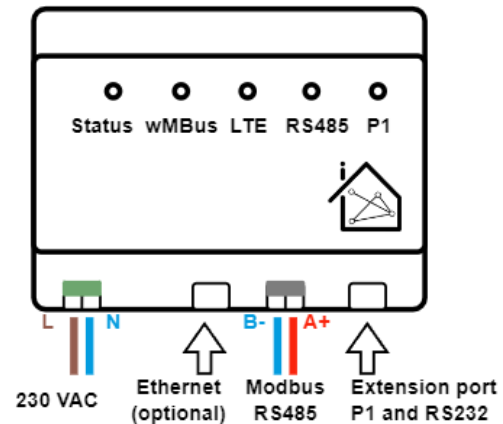 Status wMBus LTE RS485 P1
i
L N B- A+
230 VAC
Ethernet
(optional)
Modbus
RS485
Extension port
P1 and RS232